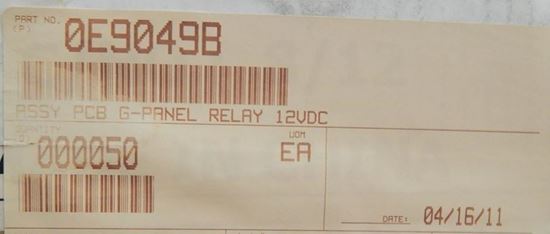 PART NO.
(P) 0E9049B
ASSY PCB G-PANEL RELAY 12VDC
QUANTITY
000050
UOM
EA
DATE: 04/16/11